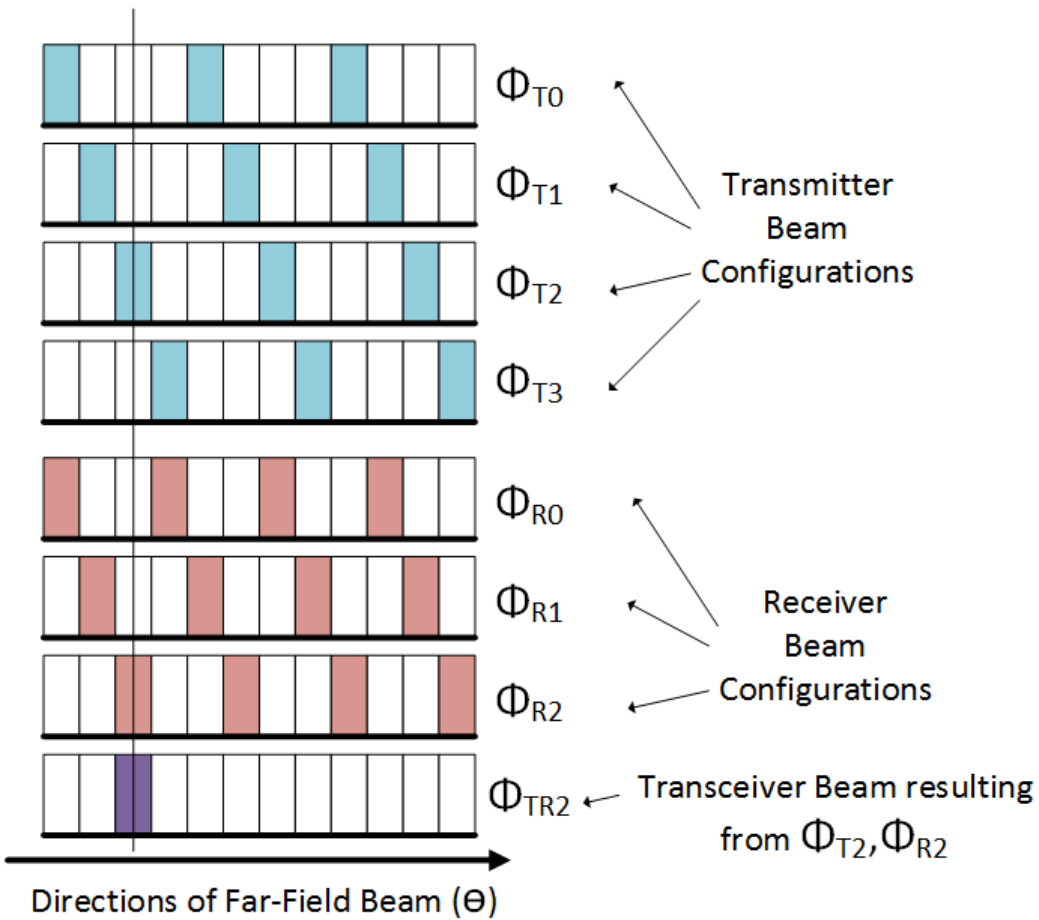 ΦT0
ΦT1
ΦT2
ΦT3
Transmitter
Beam
Configurations
ΦR0
ΦR1
ΦR2
Receiver
Beam
Configurations
ΦTR2
Transceiver Beam resulting
from ΦT2,ΦR2
Directions of Far-Field Beam (Θ)